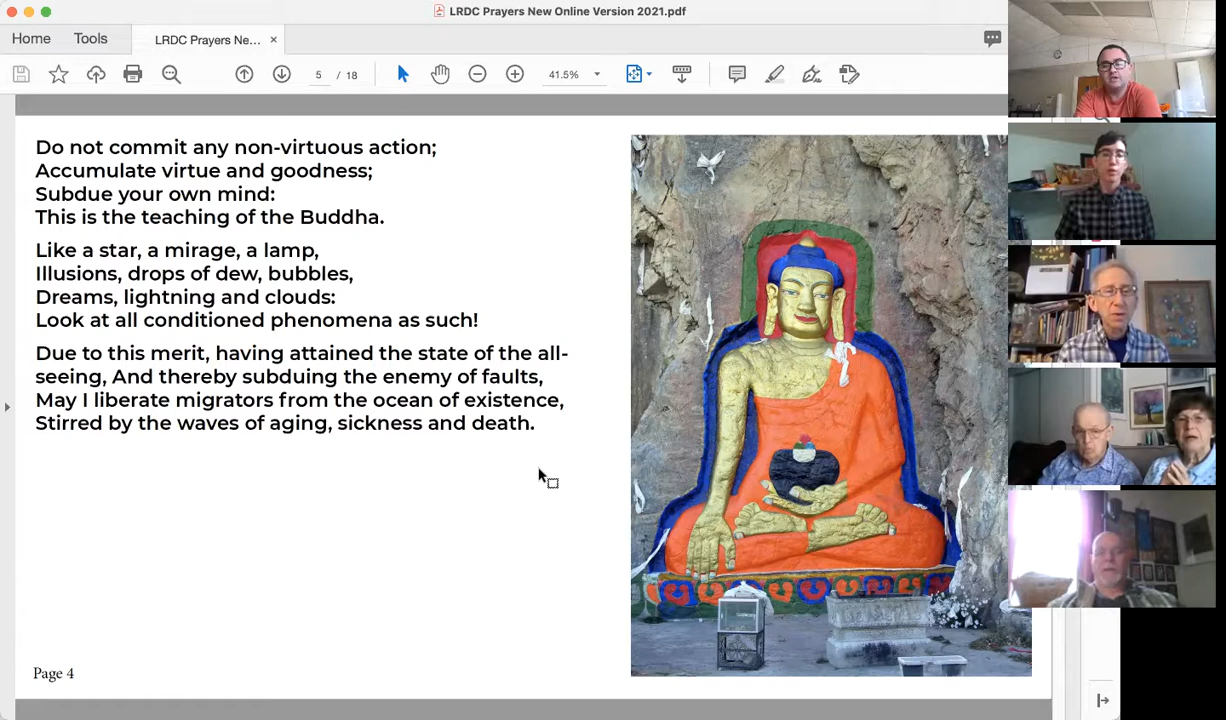 LRDC Prayers New Online Version 2021.pdf
Home
Tools
LRDC Prayers Ne... ×
5 / 18
41.5%
Do not commit any non-virtuous action;
Accumulate virtue and goodness;
Subdue your own mind:
This is the teaching of the Buddha.
Like a star, a mirage, a lamp,
Illusions, drops of dew, bubbles,
Dreams, lightning and clouds:
Look at all conditioned phenomena as such!
Due to this merit, having attained the state of the all-
seeing, And thereby subduing the enemy of faults,
May I liberate migrators from the ocean of existence,
Stirred by the waves of aging, sickness and death.
Page 4